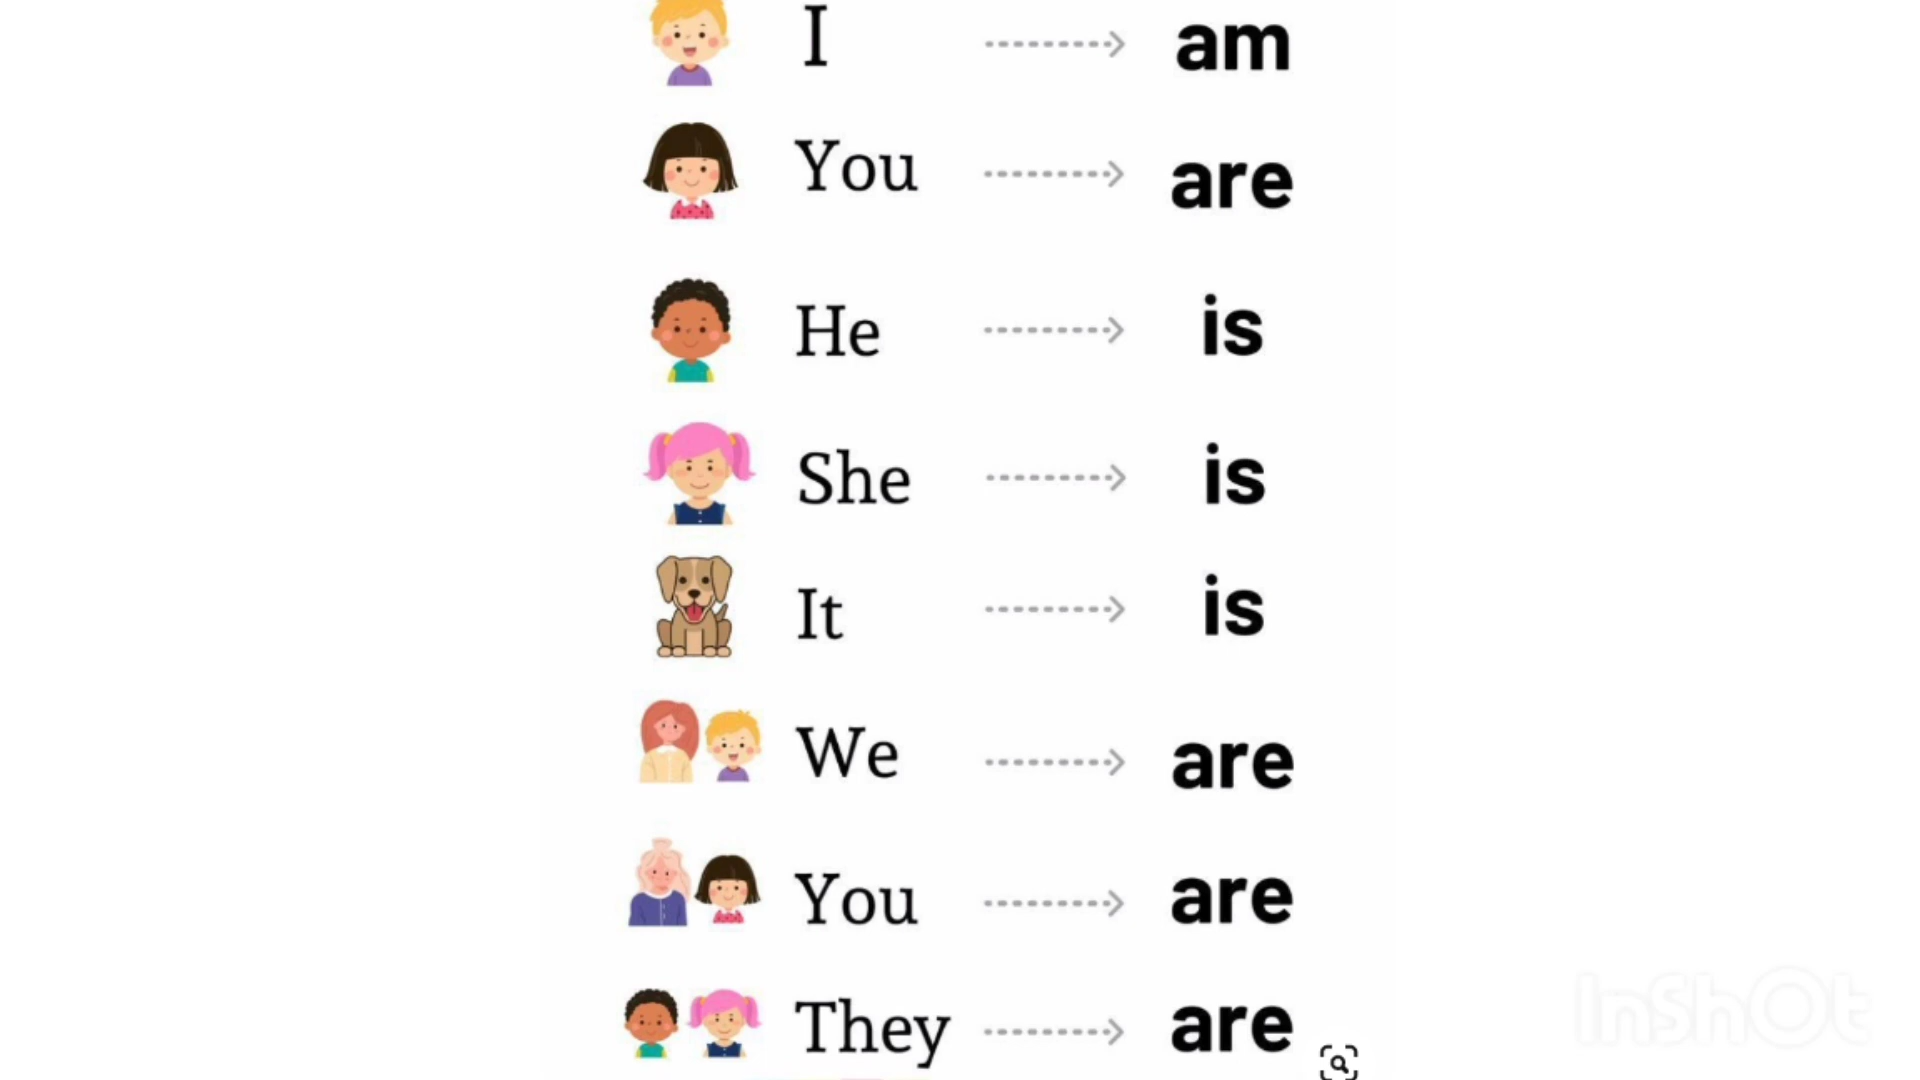 I am
You are
He is
She is
It is
We are
You are
They are
InShOt